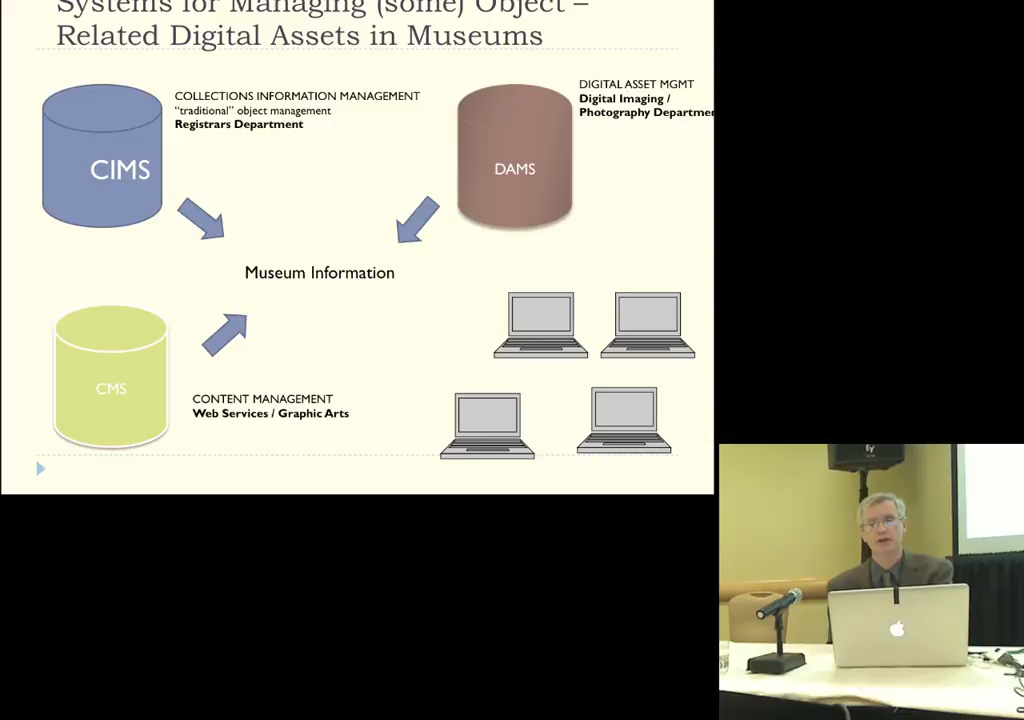 Systems for Managing (some) Object –
Related Digital Assets in Museums
COLLECTIONS INFORMATION MANAGEMENT
“traditional” object management
Registrars Department
DIGITAL ASSET MGMT
Digital Imaging /
Photography Departmen
CIMS
DAMS
Museum Information
CMS
CONTENT MANAGEMENT
Web Services / Graphic Arts